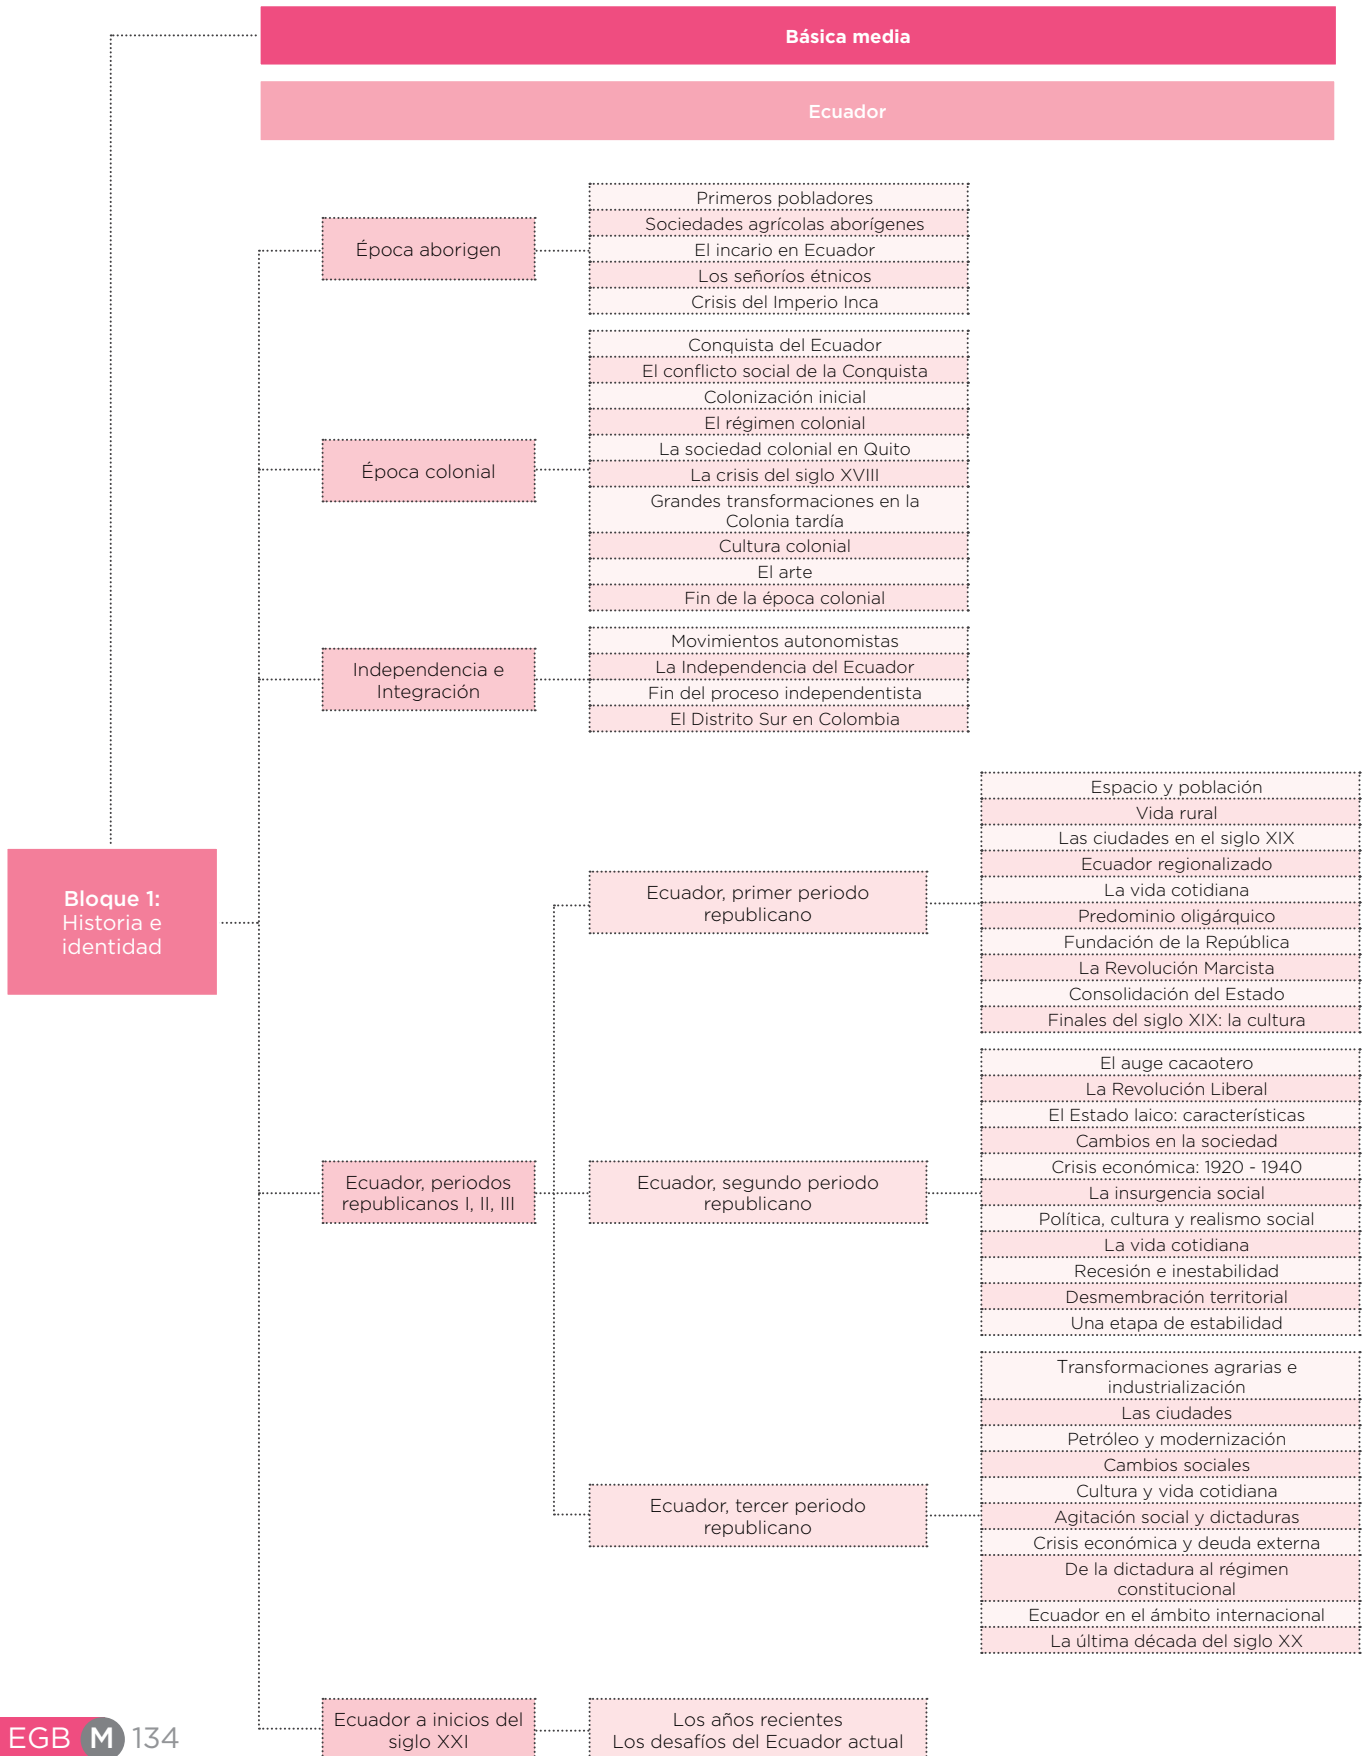 Básica media
Ecuador
Época aborigen
Primeros pobladores
Sociedades agrícolas aborígenes
El incario en Ecuador
Los señoríos étnicos
Crisis del Imperio Inca
Época colonial
Conquista del Ecuador
El conflicto social de la Conquista
Colonización inicial
El régimen colonial
La sociedad colonial en Quito
La crisis del siglo XVIII
Grandes transformaciones en la
Colonia tardía
Cultura colonial
El arte
Fin de la época colonial
Independencia e
Integración
Movimientos autonomistas
La Independencia del Ecuador
Fin del proceso independentista
El Distrito Sur en Colombia
Bloque 1:
Historia e
identidad
Ecuador, periodos
republicanos I, II, III
Ecuador, primer periodo
republicano
Espacio y población
Vida rural
Las ciudades en el siglo XIX
Ecuador regionalizado
La vida cotidiana
Predominio oligárquico
Fundación de la República
La Revolución Marcista
Consolidación del Estado
Finales del siglo XIX: la cultura
Ecuador, segundo periodo
republicano
El auge cacaotero
La Revolución Liberal
El Estado laico: características
Cambios en la sociedad
Crisis económica: 1920 - 1940
La insurgencia social
Política, cultura y realismo social
La vida cotidiana
Recesión e inestabilidad
Desmembración territorial
Una etapa de estabilidad
Ecuador, tercer periodo
republicano
Transformaciones agrarias e
industrialización
Las ciudades
Petróleo y modernización
Cambios sociales
Cultura y vida cotidiana
Agitación social y dictaduras
Crisis económica y deuda externa
De la dictadura al régimen
constitucional
Ecuador en el ámbito internacional
La última década del siglo XX
Ecuador a inicios del
siglo XXI
Los años recientes
Los desafíos del Ecuador actual
EGB M 134